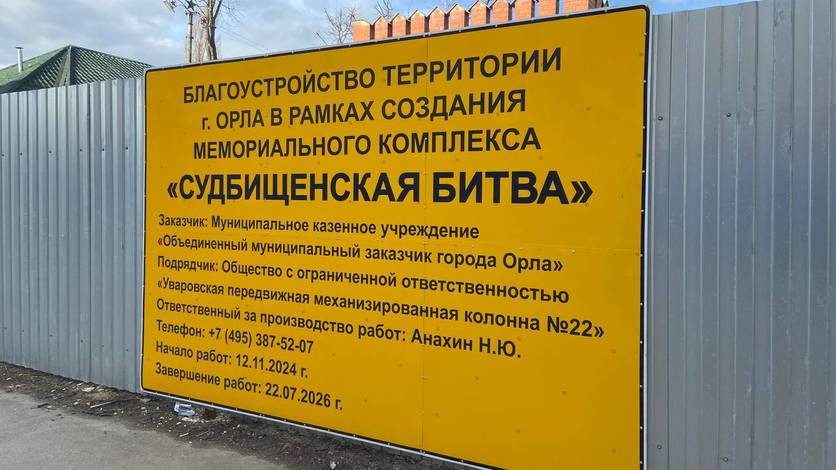 БЛАГОУСТРОЙСТВО ТЕРРИТОРИИ
г. ОРЛА В РАМКАХ СОЗДАНИЯ
МЕМОРИАЛЬНОГО КОМПЛЕКСА
«СУДБИЩЕНСКАЯ БИТВА»
Заказчик: Муниципальное казенное учреждение
«Объединенный муниципальный заказчик города Орла»
Подрядчик: Общество с ограниченной ответственностью
«Уваровская передвижная механизированная колонна №22»
Ответственный за производство работ: Анахин Н.Ю.
Телефон: +7 (495) 387-52-07
Начало работ: 12.11.2024 г.
Завершение работ: 22.07.2026 г.